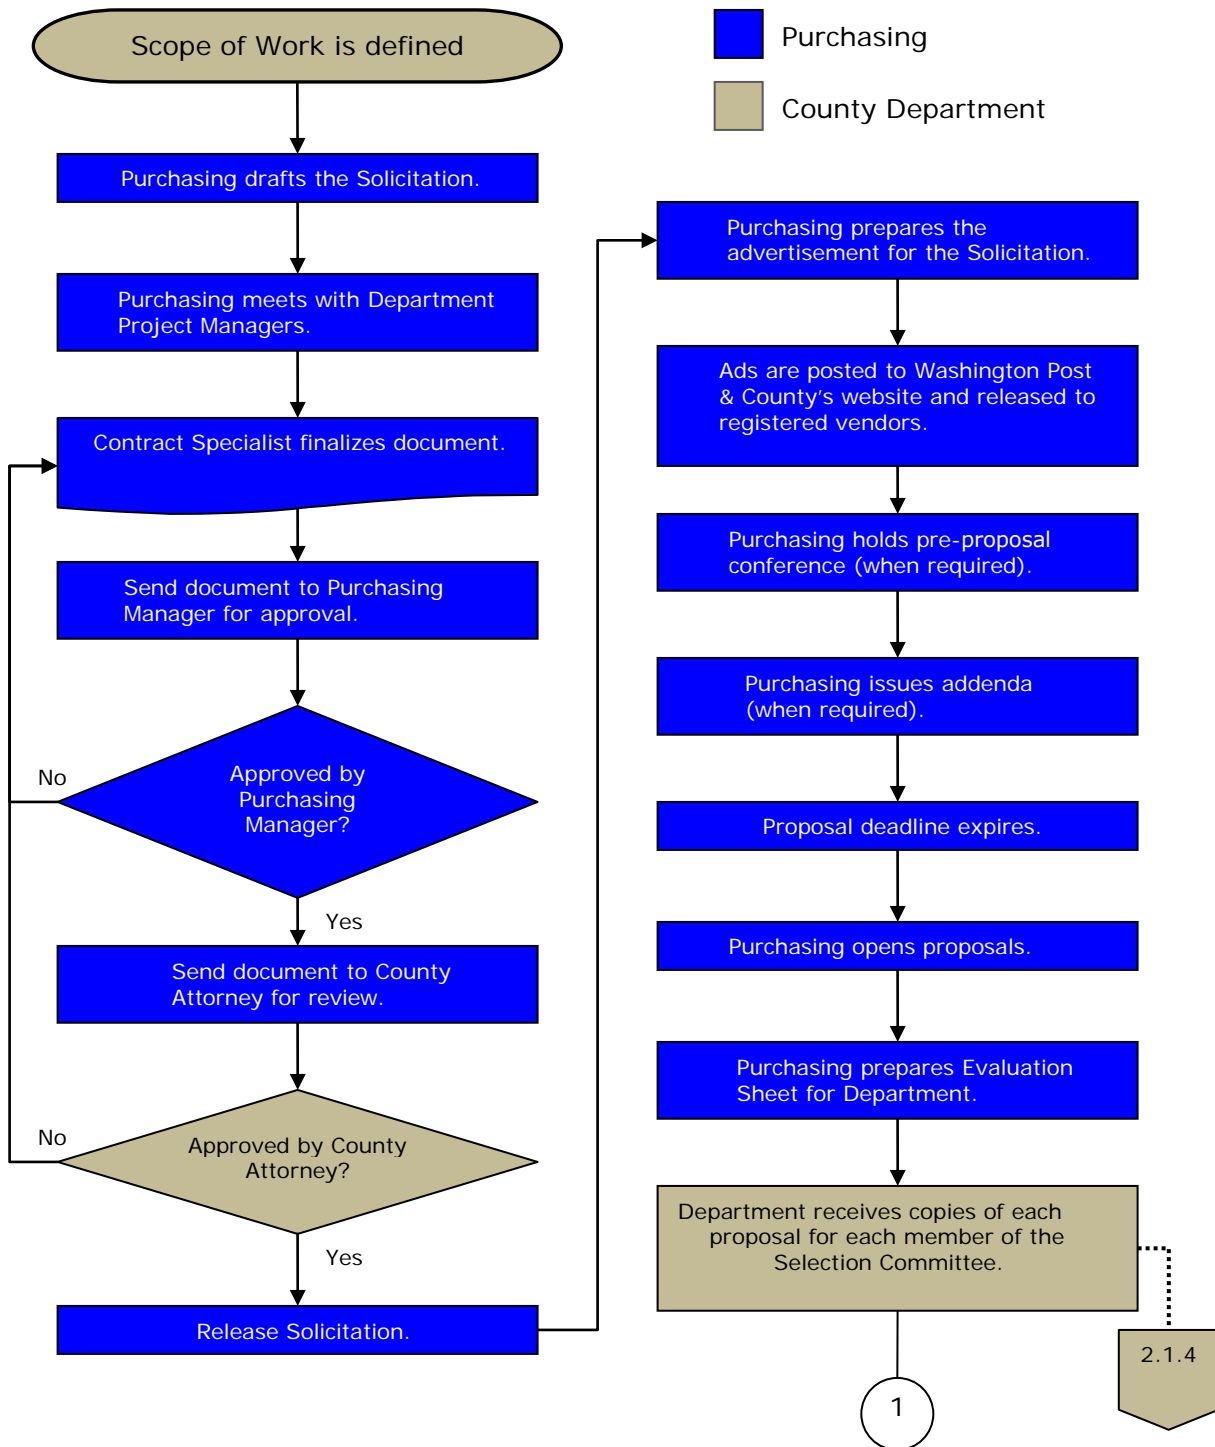 Scope of Work is defined
Purchasing
County Department
Purchasing drafts the Solicitation.
Purchasing meets with Department
Project Managers.
Contract Specialist finalizes document.
Send document to Purchasing
Manager for approval.
No
Approved by
Purchasing
Manager?
Yes
Send document to County
Attorney for review.
No
Approved by County
Attorney?
Yes
Release Solicitation.
Purchasing prepares the
advertisement for the Solicitation.
Ads are posted to Washington Post
& County’s website and released to
registered vendors.
Purchasing holds pre-proposal
conference (when required).
Purchasing issues addenda
(when required).
Proposal deadline expires.
Purchasing opens proposals.
Purchasing prepares Evaluation
Sheet for Department.
Department receives copies of each
proposal for each member of the
Selection Committee.
2.1.4
1